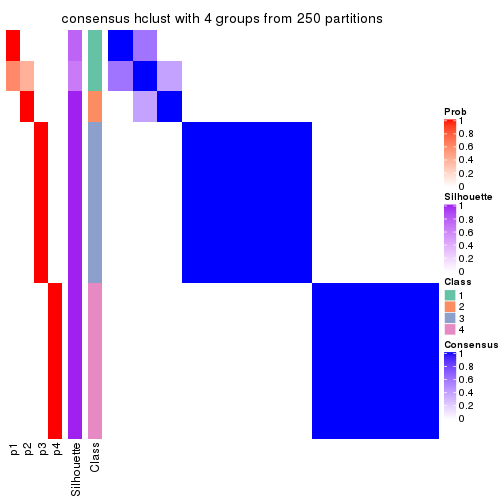 consensus hclust with 4 groups from 250 partitions
Prob
1
0.8
0.6
0.4
0.2
0
Silhouette
1
0.8
0.6
0.4
0.2
0
Class
1
2
3
4
Consensus
1
0.8
0.6
0.4
0.2
0
p1
p2
p3
p4
Silhouette
Class